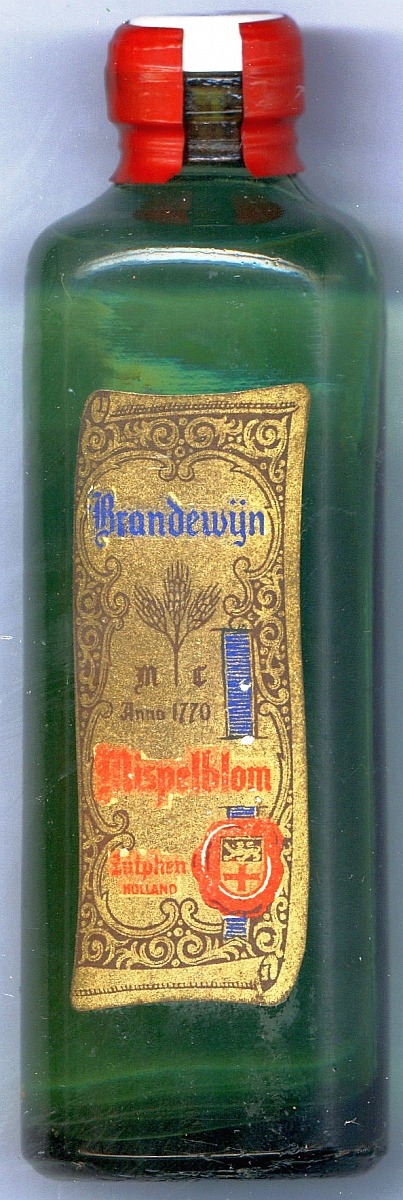 Brandewijn
M C
Anno 1770
Mispelblom
Zutphen
HOLLAND